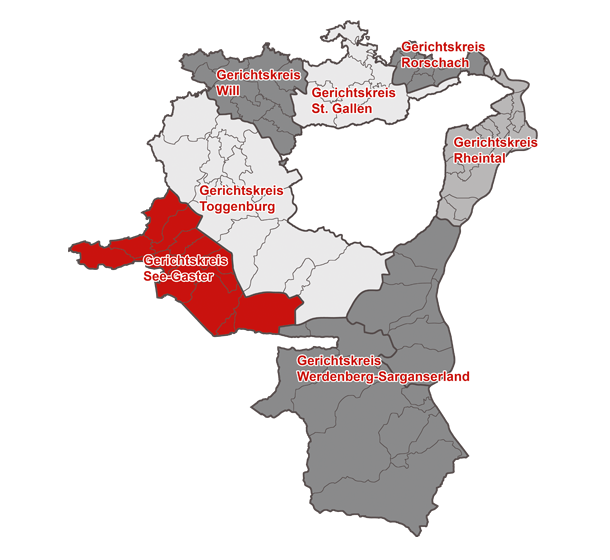 Gerichtskreis
Rorschach
Gerichtskreis
Will
Gerichtskreis
St. Gallen
Gerichtskreis
Rheintal
Gerichtskreis
Toggenburg
Gerichtskreis
See-Gaster
Gerichtskreis
Werdenberg-Sarganserland